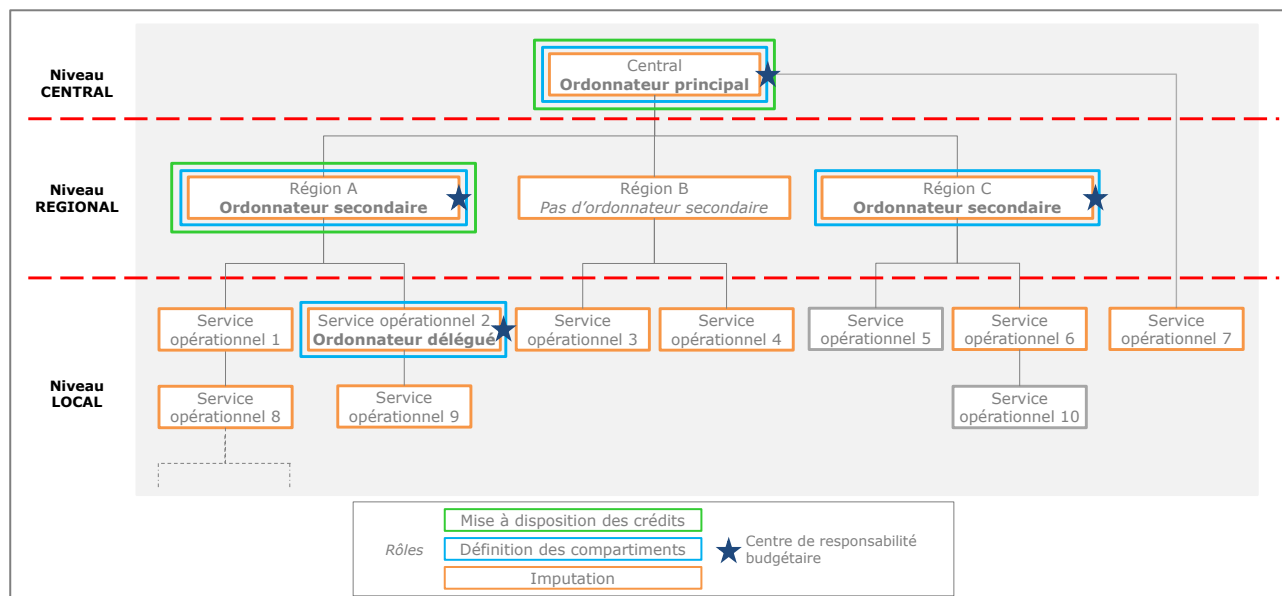 Niveau
CENTRAL
Central
Ordonnateur principal
Niveau
REGIONAL
Région A
Ordonnateur secondaire
Région B
Pas d'ordonnateur secondaire
Région C
Ordonnateur secondaire
Niveau
LOCAL
Service
opérationnel 1
Service opérationnel 2
Ordonnateur délégué
Service
opérationnel 3
Service
opérationnel 4
Service
opérationnel 5
Service
opérationnel 6
Service
opérationnel 7
Service
opérationnel 8
Service
opérationnel 9
Service
opérationnel 10
Rôles
Mise à disposition des crédits
Définition des compartiments
Imputation
Centre de responsabilité
budgétaire